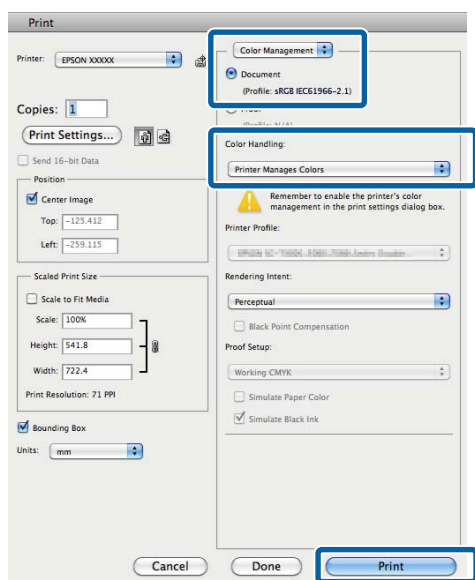 Print
Printer: EPSON XXXXX
Copies: 1
Print Settings...
Send 16-bit Data
Position
Center Image
Top: -125.412
Left: -259.115
Scaled Print Size
Scale to Fit Media
Scale: 100%
Height: 541.8
Width: 722.4
Print Resolution: 71 PPI
Bounding Box
Units: mm
Color Management
Document
(Profile: sRGB IEC61966-2.1)
Color Handling:
Printer Manages Colors
Remember to enable the printer's color
management in the print settings dialog box.
Printer Profile:
Rendering Intent:
Perceptual
Black Point Compensation
Proof Setup:
Working CMYK
Simulate Paper Color
Simulate Black Ink
Cancel
Done
Print